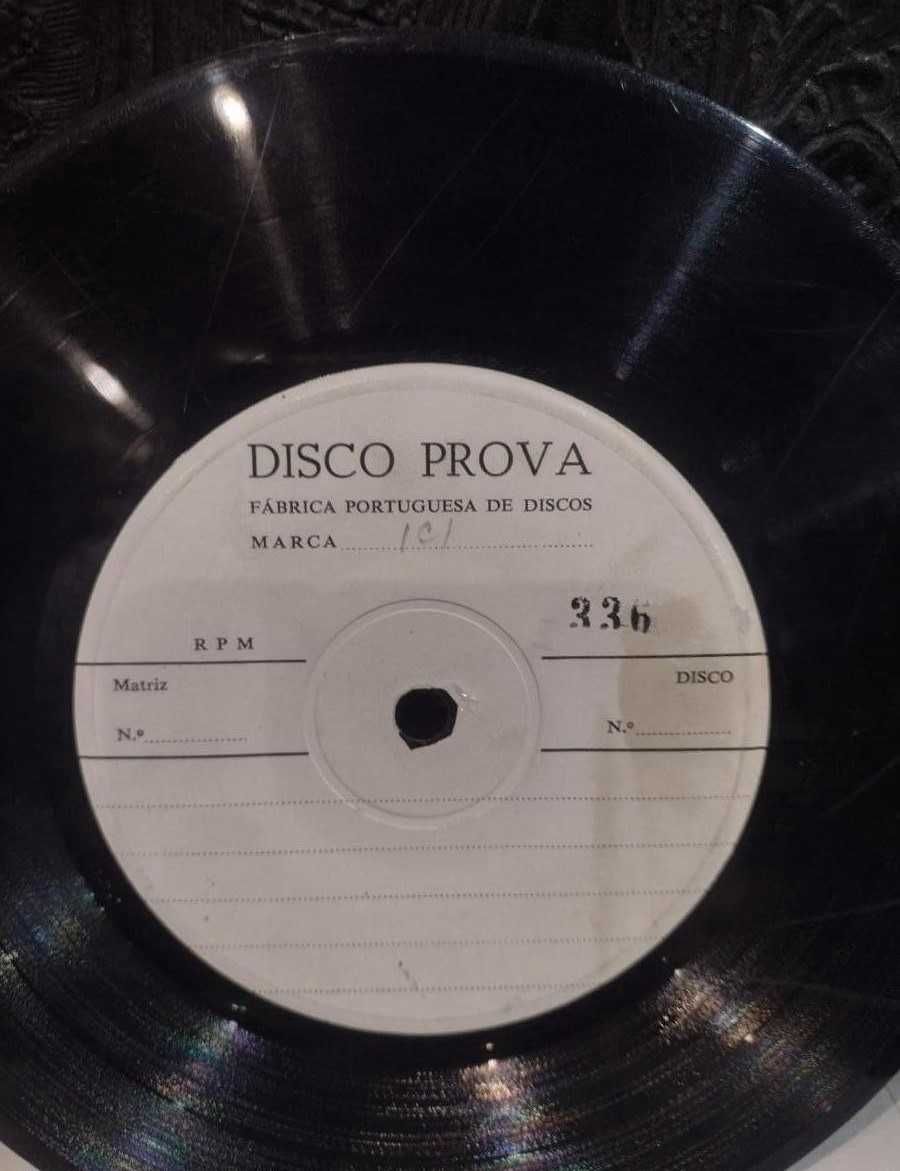 DISCO PROVA
FÁBRICA PORTUGUESA DE DISCOS
MARCA ICI
336
RPM
Matriz
DISCO
N.º
N.º